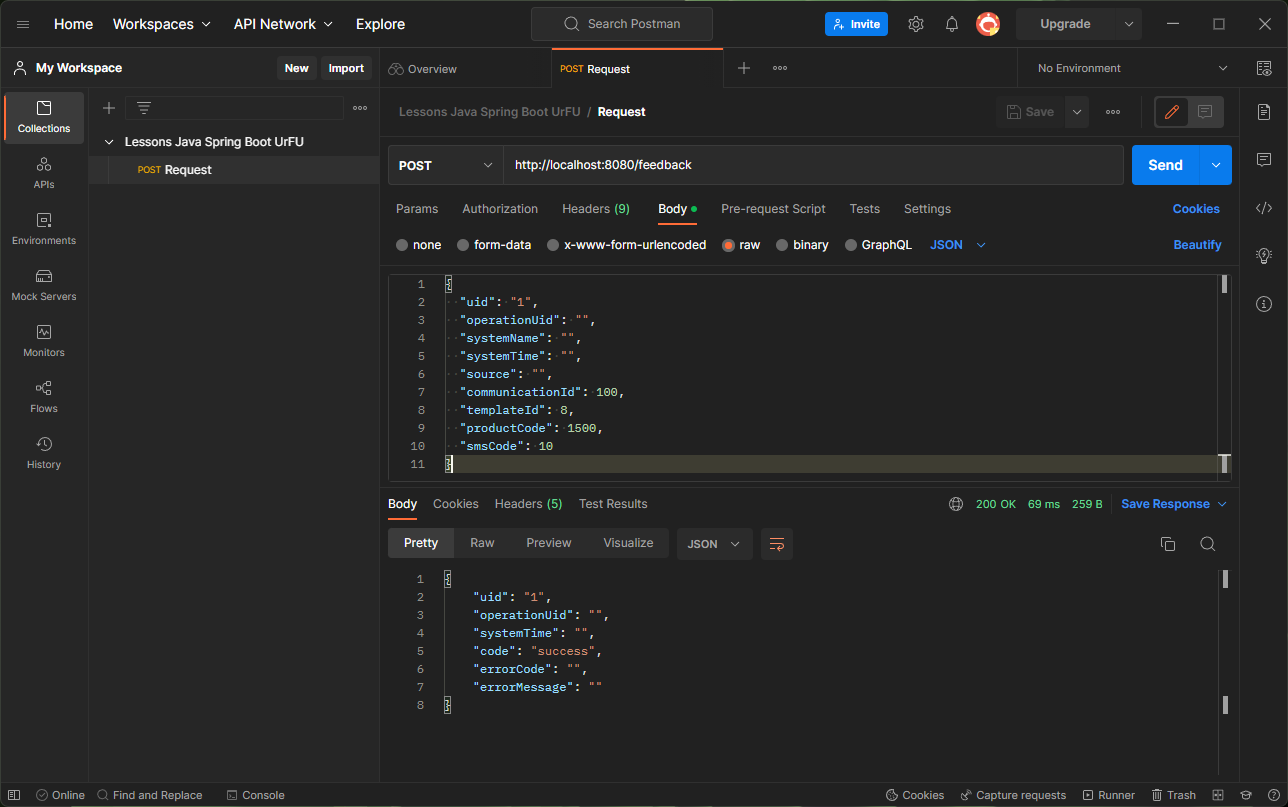 Home Workspaces API Network Explore Search Postman Invite Upgrade
My Workspace New Import Overview POST Request No Environment
Collections
APIs
Environments
Mock Servers
Monitors
Flows
History
Lessons Java Spring Boot UrFU
POST Request
Lessons Java Spring Boot UrFU / Request Save
POST http://localhost:8080/feedback Send
Params Authorization Headers (9) Body Pre-request Script Tests Settings Cookies
none form-data x-www-form-urlencoded raw binary GraphQL JSON Beautify
1 {
2 "uid": "1",
3 "operationUid": "",
4 "systemName": "",
5 "systemTime": "",
6 "source": "",
7 "communicationId": 100,
8 "templateId": 8,
9 "productCode": 1500,
10 "smsCode": 10
11 }
Body Cookies Headers (5) Test Results 200 OK 69 ms 259 B Save Response
Pretty Raw Preview Visualize JSON
1 {
2 "uid": "1",
3 "operationUid": "",
4 "systemTime": "",
5 "code": "success",
6 "errorCode": "",
7 "errorMessage": ""
8 }
Online Find and Replace Console Cookies Capture requests Runner Trash